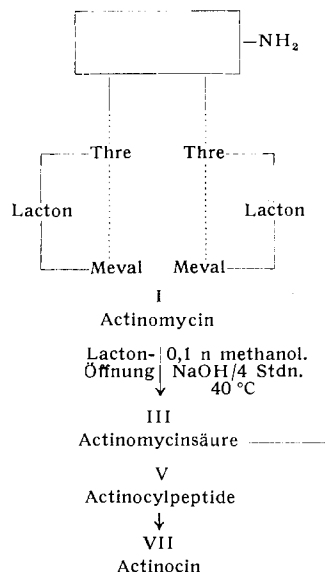 –NH₂
Thre Thre
Lacton Lacton
Meval Meval
I
Actinomycin
Lacton- 0,1 n methanol.
Öffnung NaOH/4 Stdn.
40 °C
III
Actinomycinsäure
V
Actinocylpeptide
VII
Actinocin